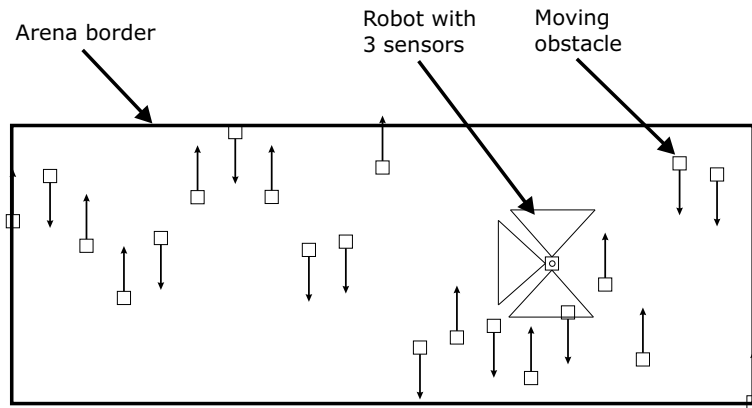 Arena border
Robot with
3 sensors
Moving
obstacle